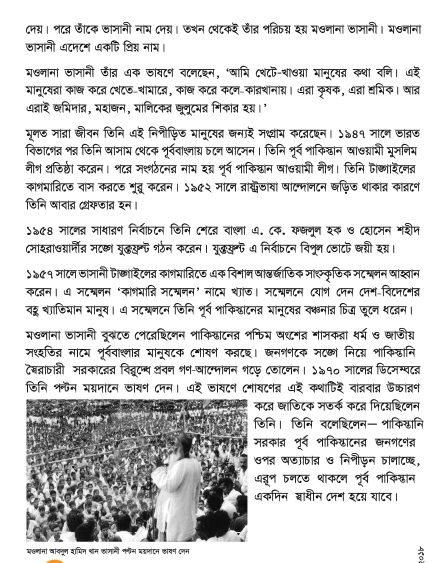 দেয়। পরে তাঁকে ভাসানী নাম দেয়। তখন থেকেই তাঁর পরিচয় হয় মওলানা ভাসানী। মওলানা
ভাসানী এদেশে একটি প্রিয় নাম।
মওলানা ভাসানী তাঁর এক ভাষণে বলেছেন, ‘আমি খেটে-খাওয়া মানুষের কথা বলি। এই
মানুষেরা কাজ করে খেতে-খামারে, কাজ করে কলে-কারখানায়। এরা কৃষক, এরা শ্রমিক। আর
এরাই জমিদার, মহাজন, মালিকের জুলুমের শিকার হয়।’
মূলত সারা জীবন তিনি এই নিপীড়িত মানুষের জন্যই সংগ্রাম করেছেন। ১৯৪৭ সালে ভারত
বিভাগের পর তিনি আসাম থেকে পূর্ববাংলায় চলে আসেন। তিনি পূর্ব পাকিস্তান আওয়ামী মুসলিম
লীগ প্রতিষ্ঠা করেন। পরে সংগঠনের নাম হয় পূর্ব পাকিস্তান আওয়ামী লীগ। তিনি টাঙ্গাইলের
কাগমারিতে বাস করতে শুরু করেন। ১৯৫২ সালে রাষ্ট্রভাষা আন্দোলনে জড়িত থাকার কারণে
তিনি আবার গ্রেফতার হন।
১৯৫৪ সালের সাধারণ নির্বাচনে তিনি শেরে বাংলা এ. কে. ফজলুল হক ও হোসেন শহীদ
সোহরাওয়ার্দীর সঙ্গে যুক্তফ্রন্ট গঠন করেন। যুক্তফ্রন্ট এ নির্বাচনে বিপুল ভোটে জয়ী হয়।
১৯৫৭ সালে ভাসানী টাঙ্গাইলের কাগমারিতে এক বিশাল আন্তর্জাতিক সাংস্কৃতিক সম্মেলন আহ্বান
করেন। এ সম্মেলন ‘কাগমারি সম্মেলন’ নামে খ্যাত। সম্মেলনে যোগ দেন দেশ-বিদেশের
বহু খ্যাতিমান মানুষ। এ সম্মেলনে তিনি পূর্ব পাকিস্তানের মানুষের বঞ্চনার চিত্র তুলে ধরেন।
মওলানা ভাসানী বুঝতে পেরেছিলেন পাকিস্তানের পশ্চিম অংশের শাসকরা ধর্ম ও জাতীয়
সংহতির নামে পূর্ববাংলার মানুষকে শোষণ করছে। জনগণকে সঙ্গে নিয়ে পাকিস্তানি
স্বৈরাচারী সরকারের বিরুদ্ধে প্রবল গণ-আন্দোলন গড়ে তোলেন। ১৯৭০ সালের ডিসেম্বরে
তিনি পল্টন ময়দানে ভাষণ দেন। এই ভাষণে শোষণের এই কথাটিই বারবার উচ্চারণ
করে জাতিকে সতর্ক করে দিয়েছিলেন
তিনি। তিনি বলেছিলেন— পাকিস্তানি
সরকার পূর্ব পাকিস্তানের জনগণের
ওপর অত্যাচার ও নিপীড়ন চালাচ্ছে,
এরূপ চলতে থাকলে পূর্ব পাকিস্তান
একদিন স্বাধীন দেশ হয়ে যাবে।
মওলানা আবদুল হামিদ খান ভাসানী পল্টন ময়দানে ভাষণ দেন